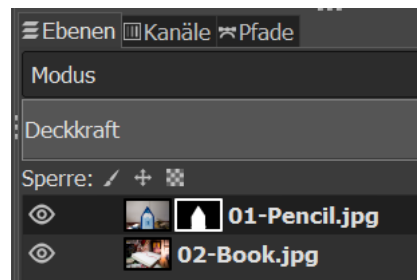 Ebenen Kanäle Pfade
Modus
Deckkraft
Sperre:
01-Pencil.jpg
02-Book.jpg